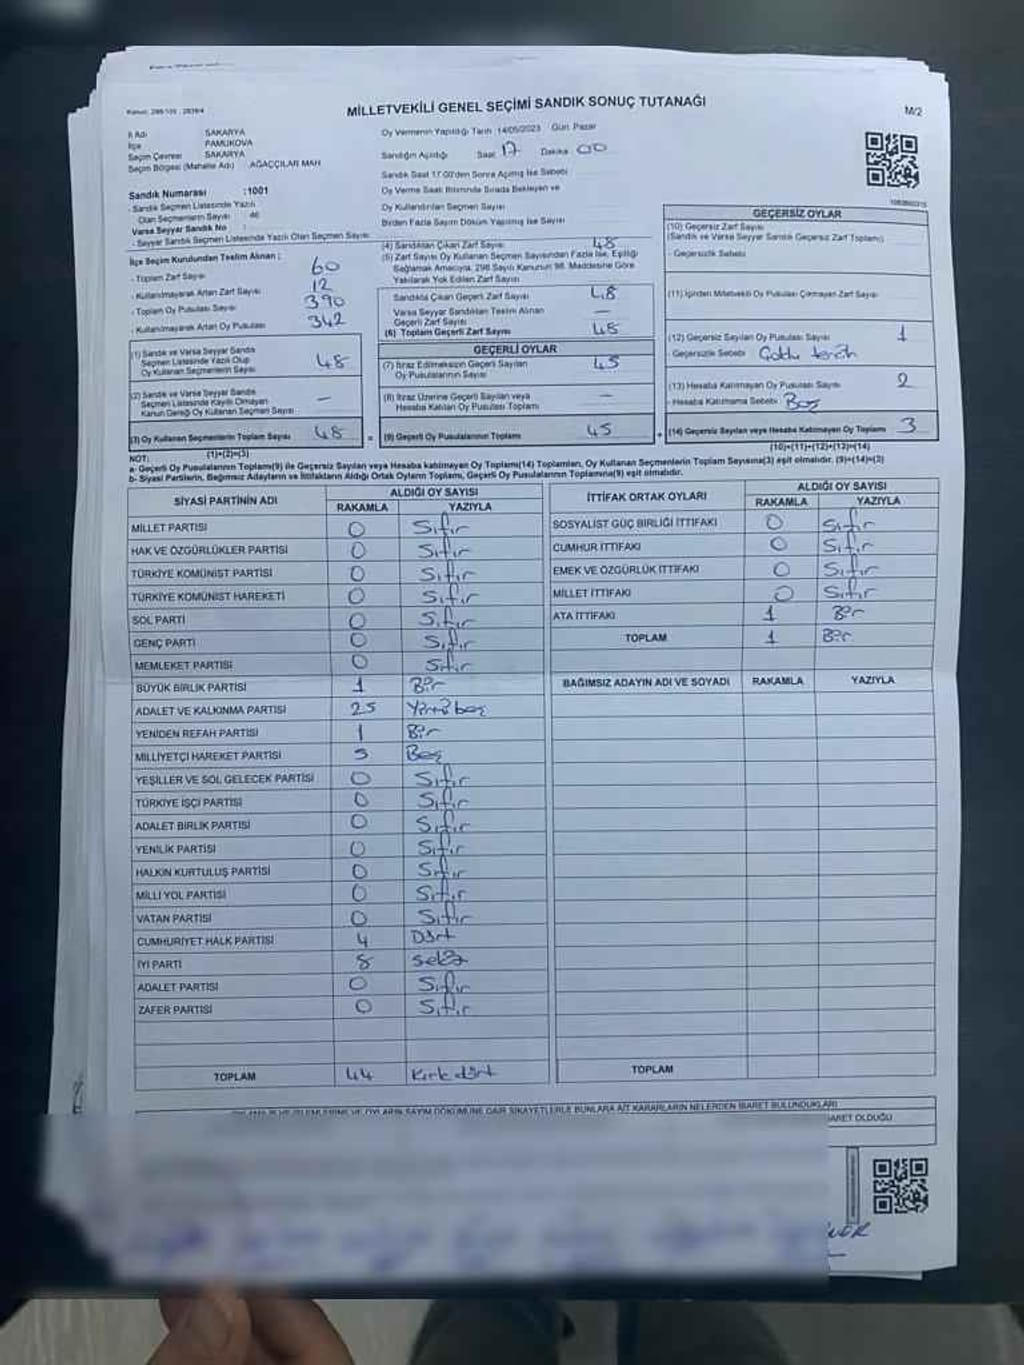 MİLLETVEKİLİ GENEL SEÇİMİ SANDIK SONUÇ TUTANAĞI
M/2
İl Adı SAKARYA
İlçe PAMUKOVA
Seçim Çevresi SAKARYA
Seçim Bölgesi (Mahalle Adı) AĞAÇÇILAR MAH
Sandık Numarası :1001
- Sandık Seçmen Listesinde Yazılı
Olan Seçmenlerin Sayısı
Varsa Seyyar Sandık No :
- Seyyar Sandık Seçmen Listesinde Yazılı Olan Seçmen Sayısı:
Oy Vermenin Yapıldığı Tarih :14/05/2023 Gün: Pazar
Sandığın Açıldığı Saat 17 Dakika 00
Sandık Saat 17:00'den Sonra Açılmış İse Sebebi
Oy Verme Saati Bitiminde Sırada Bekleyen ve
Oy Kullandırılan Seçmen Sayısı
Birden Fazla Sayım Döküm Yapılmış İse Sayısı
İlçe Seçim Kurulundan Teslim Alınan :
- Toplam Zarf Sayısı 60
- Kullanılmayarak Artan Zarf Sayısı 12
- Toplam Oy Pusulası Sayısı 390
- Kullanılmayarak Artan Oy Pusulası 342
(1) Sandık ve Varsa Seyyar Sandık
Seçmen Listesinde Yazılı Olup
Oy Kullanan Seçmenlerin Sayısı 48
(2) Sandık ve Varsa Seyyar Sandık
Seçmen Listesinde Kayıtlı Olmayan
Kanun Gereği Oy Kullanan Seçmen Sayısı —
(3) Oy Kullanan Seçmenlerin Toplam Sayısı 48
(1)+(2)=(3)
(4) Sandıktan Çıkan Zarf Sayısı 48
(5) Zarf Sayısı Oy Kullanan Seçmen Sayısından Fazla İse, Eşitliği
Sağlamak Amacıyla, 298 Sayılı Kanunun 98. Maddesine Göre
Yakılarak Yok Edilen Zarf Sayısı
Sandıkta Çıkan Geçerli Zarf Sayısı 48
Varsa Seyyar Sandıktan Teslim Alınan
Geçerli Zarf Sayısı —
(6) Toplam Geçerli Zarf Sayısı 48
GEÇERLİ OYLAR
(7) İtiraz Edilmeksizin Geçerli Sayılan
Oy Pusulalarının Sayısı 45
(8) İtiraz Üzerine Geçerli Sayılan veya
Hesaba Katılan Oy Pusulaları Toplamı —
= (9) Geçerli Oy Pusulalarının Toplamı 45
GEÇERSİZ OYLAR
(10) Geçersiz Zarf Sayısı
(Sandık ve Varsa Seyyar Sandık Geçersiz Zarf Toplamı)
- Geçersizlik Sebebi
(11) İçinden Milletvekili Oy Pusulası Çıkmayan Zarf Sayısı
(12) Geçersiz Sayılan Oy Pusulası Sayısı 1
- Geçersizlik Sebebi Çoklu tercih
(13) Hesaba Katılmayan Oy Pusulası Sayısı 2
- Hesaba Katılmama Sebebi Boş
+ (14) Geçersiz Sayılan veya Hesaba Katılmayan Oy Toplamı 3
(10)+(11)+(12)+(13)=(14)
NOT:
a- Geçerli Oy Pusulalarının Toplamı(9) ile Geçersiz Sayılan veya Hesaba katılmayan Oy Toplamı(14) Toplamları, Oy Kullanan Seçmenlerin Toplam Sayısına(3) eşit olmalıdır. (9)+(14)=(3)
b- Siyasi Partilerin, Bağımsız Adayların ve İttifakların Aldığı Ortak Oyların Toplamı, Geçerli Oy Pusulalarının Toplamına(9) eşit olmalıdır.
SİYASİ PARTİNİN ADI ALDIĞI OY SAYISI
RAKAMLA YAZIYLA
MİLLET PARTİSİ 0 Sıfır
HAK VE ÖZGÜRLÜKLER PARTİSİ 0 Sıfır
TÜRKİYE KOMÜNİST PARTİSİ 0 Sıfır
TÜRKİYE KOMÜNİST HAREKETİ 0 Sıfır
SOL PARTİ 0 Sıfır
GENÇ PARTİ 0 Sıfır
MEMLEKET PARTİSİ 0 Sıfır
BÜYÜK BİRLİK PARTİSİ 1 Bir
ADALET VE KALKINMA PARTİSİ 25 Yirmibeş
YENİDEN REFAH PARTİSİ 1 Bir
MİLLİYETÇİ HAREKET PARTİSİ 5 Beş
YEŞİLLER VE SOL GELECEK PARTİSİ 0 Sıfır
TÜRKİYE İŞÇİ PARTİSİ 0 Sıfır
ADALET BİRLİK PARTİSİ 0 Sıfır
YENİLİK PARTİSİ 0 Sıfır
HALKIN KURTULUŞ PARTİSİ 0 Sıfır
MİLLİ YOL PARTİSİ 0 Sıfır
VATAN PARTİSİ 0 Sıfır
CUMHURİYET HALK PARTİSİ 4 Dört
İYİ PARTİ 8 Sekiz
ADALET PARTİSİ 0 Sıfır
ZAFER PARTİSİ 0 Sıfır
TOPLAM 44 Kırkdört
İTTİFAK ORTAK OYLARI ALDIĞI OY SAYISI
RAKAMLA YAZIYLA
SOSYALİST GÜÇ BİRLİĞİ İTTİFAKI 0 Sıfır
CUMHUR İTTİFAKI 0 Sıfır
EMEK VE ÖZGÜRLÜK İTTİFAKI 0 Sıfır
MİLLET İTTİFAKI 0 Sıfır
ATA İTTİFAKI 1 Bir
TOPLAM 1 Bir
BAĞIMSIZ ADAYIN ADI VE SOYADI RAKAMLA YAZIYLA
TOPLAM